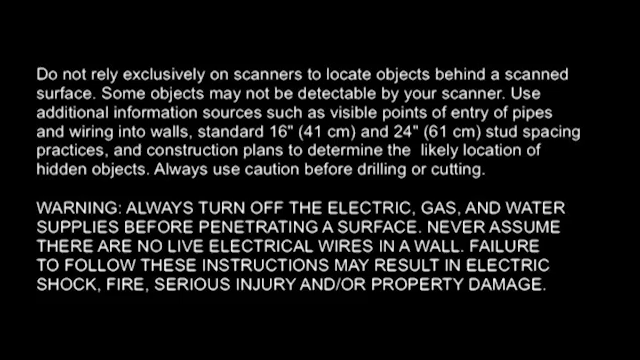 Do not rely exclusively on scanners to locate objects behind a scanned
surface. Some objects may not be detectable by your scanner. Use
additional information sources such as visible points of entry of pipes
and wiring into walls, standard 16" (41 cm) and 24" (61 cm) stud spacing
practices, and construction plans to determine the likely location of
hidden objects. Always use caution before drilling or cutting.
WARNING: ALWAYS TURN OFF THE ELECTRIC, GAS, AND WATER
SUPPLIES BEFORE PENETRATING A SURFACE. NEVER ASSUME
THERE ARE NO LIVE ELECTRICAL WIRES IN A WALL. FAILURE
TO FOLLOW THESE INSTRUCTIONS MAY RESULT IN ELECTRIC
SHOCK, FIRE, SERIOUS INJURY AND/OR PROPERTY DAMAGE.